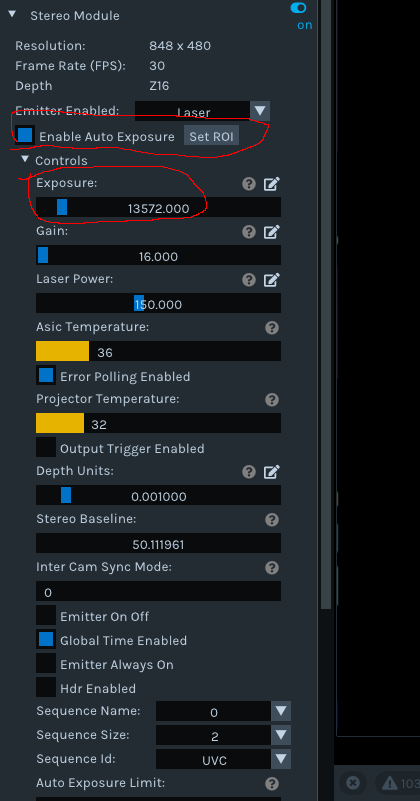 Stereo Module
on
Resolution: 848 x 480
Frame Rate (FPS): 30
Depth Z16
Emitter Enabled: Laser
Enable Auto Exposure Set ROI
Controls
Exposure:
13572.000
Gain:
16.000
Laser Power:
150.000
Asic Temperature:
36
Error Polling Enabled
Projector Temperature:
32
Output Trigger Enabled
Depth Units:
0.001000
Stereo Baseline:
50.111961
Inter Cam Sync Mode:
0
Emitter On Off
Global Time Enabled
Emitter Always On
Hdr Enabled
Sequence Name: 0
Sequence Size: 2
Sequence Id: UVC
103
Auto Exposure Limit: